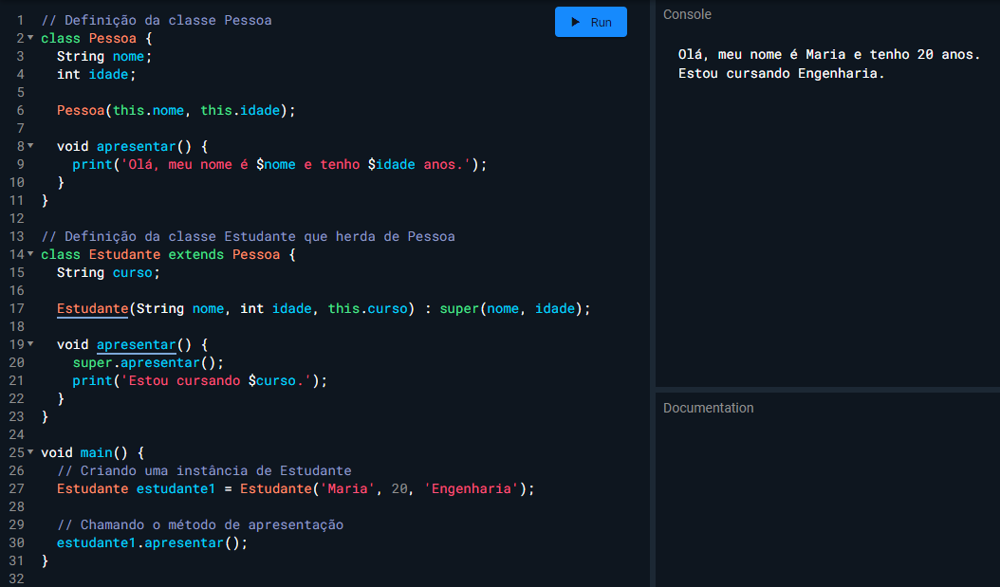 1 // Definição da classe Pessoa
2 class Pessoa {
3   String nome;
4   int idade;
5
6   Pessoa(this.nome, this.idade);
7
8   void apresentar() {
9     print('Olá, meu nome é $nome e tenho $idade anos.');
10   }
11 }
12
13 // Definição da classe Estudante que herda de Pessoa
14 class Estudante extends Pessoa {
15   String curso;
16
17   Estudante(String nome, int idade, this.curso) : super(nome, idade);
18
19   void apresentar() {
20     super.apresentar();
21     print('Estou cursando $curso.');
22   }
23 }
24
25 void main() {
26   // Criando uma instância de Estudante
27   Estudante estudante1 = Estudante('Maria', 20, 'Engenharia');
28
29   // Chamando o método de apresentação
30   estudante1.apresentar();
31 }
32
Run
Console
Olá, meu nome é Maria e tenho 20 anos.
Estou cursando Engenharia.
Documentation